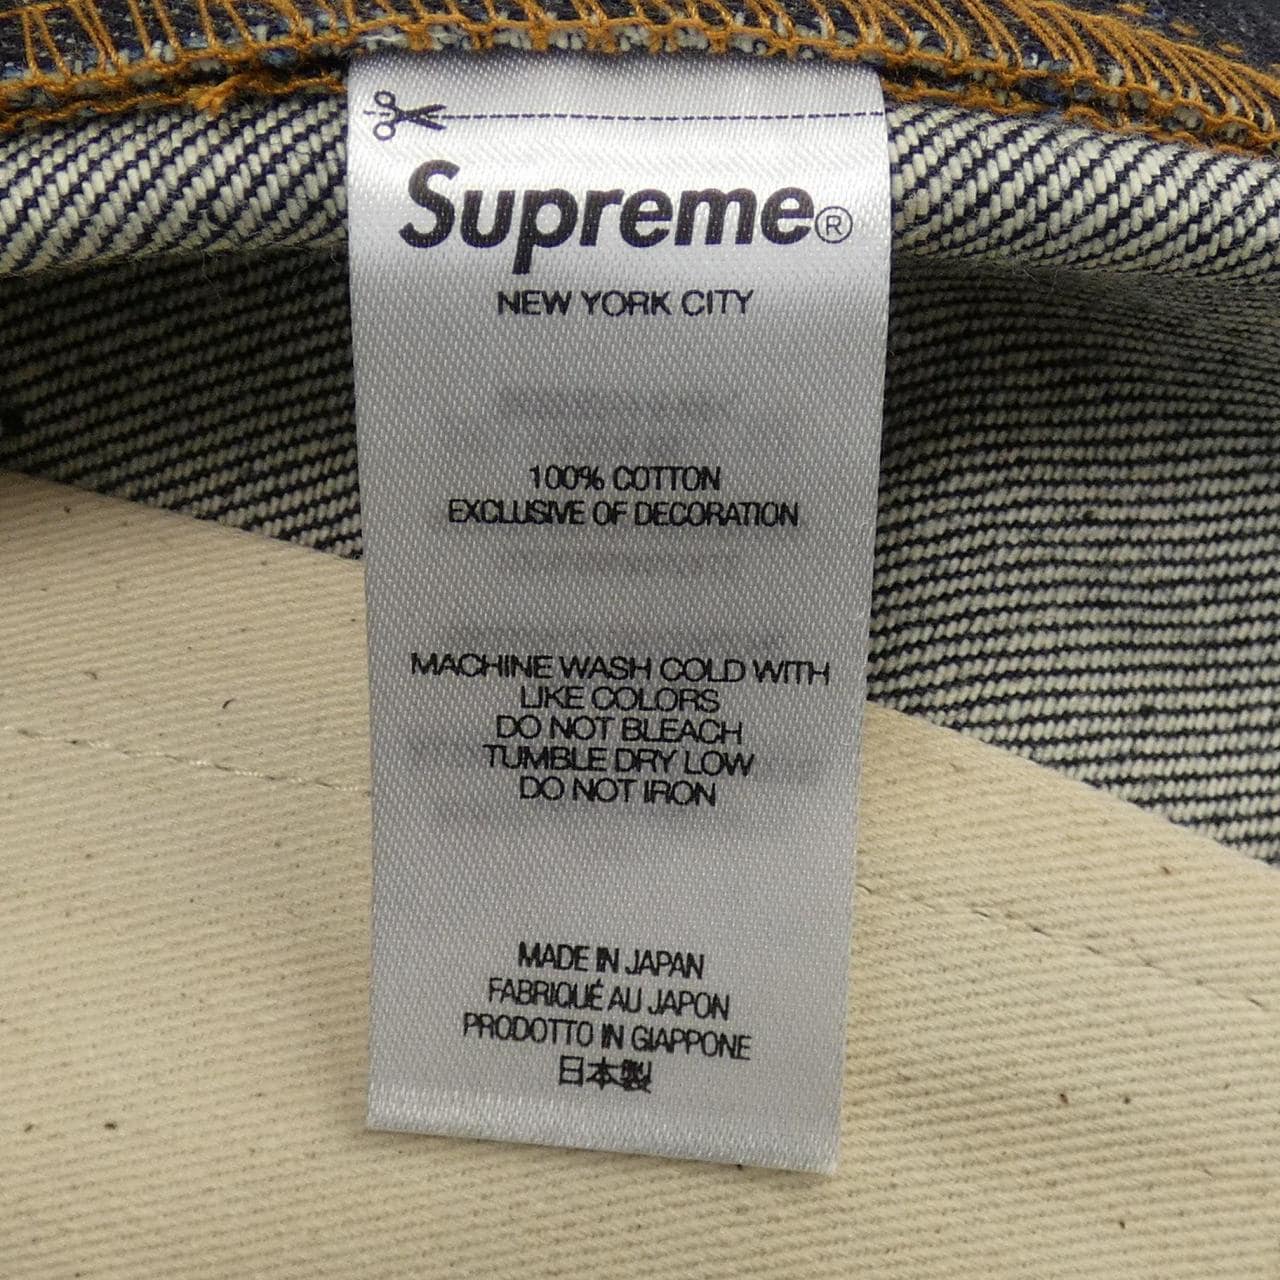 Supreme®
NEW YORK CITY
100% COTTON
EXCLUSIVE OF DECORATION
MACHINE WASH COLD WITH
LIKE COLORS
DO NOT BLEACH
TUMBLE DRY LOW
DO NOT IRON
MADE IN JAPAN
FABRIQUÉ AU JAPON
PRODOTTO IN GIAPPONE
日本製